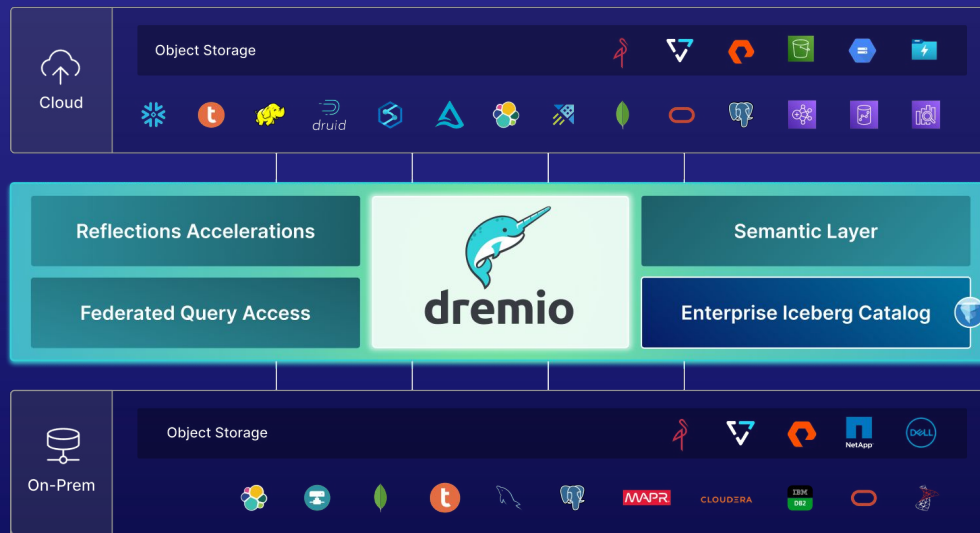 Object Storage
Cloud
druid
Reflections Accelerations
Semantic Layer
dremio
Federated Query Access
Enterprise Iceberg Catalog
Object Storage
NetApp
DELL
On-Prem
MAPR
CLOUDERA
IBM
DB2